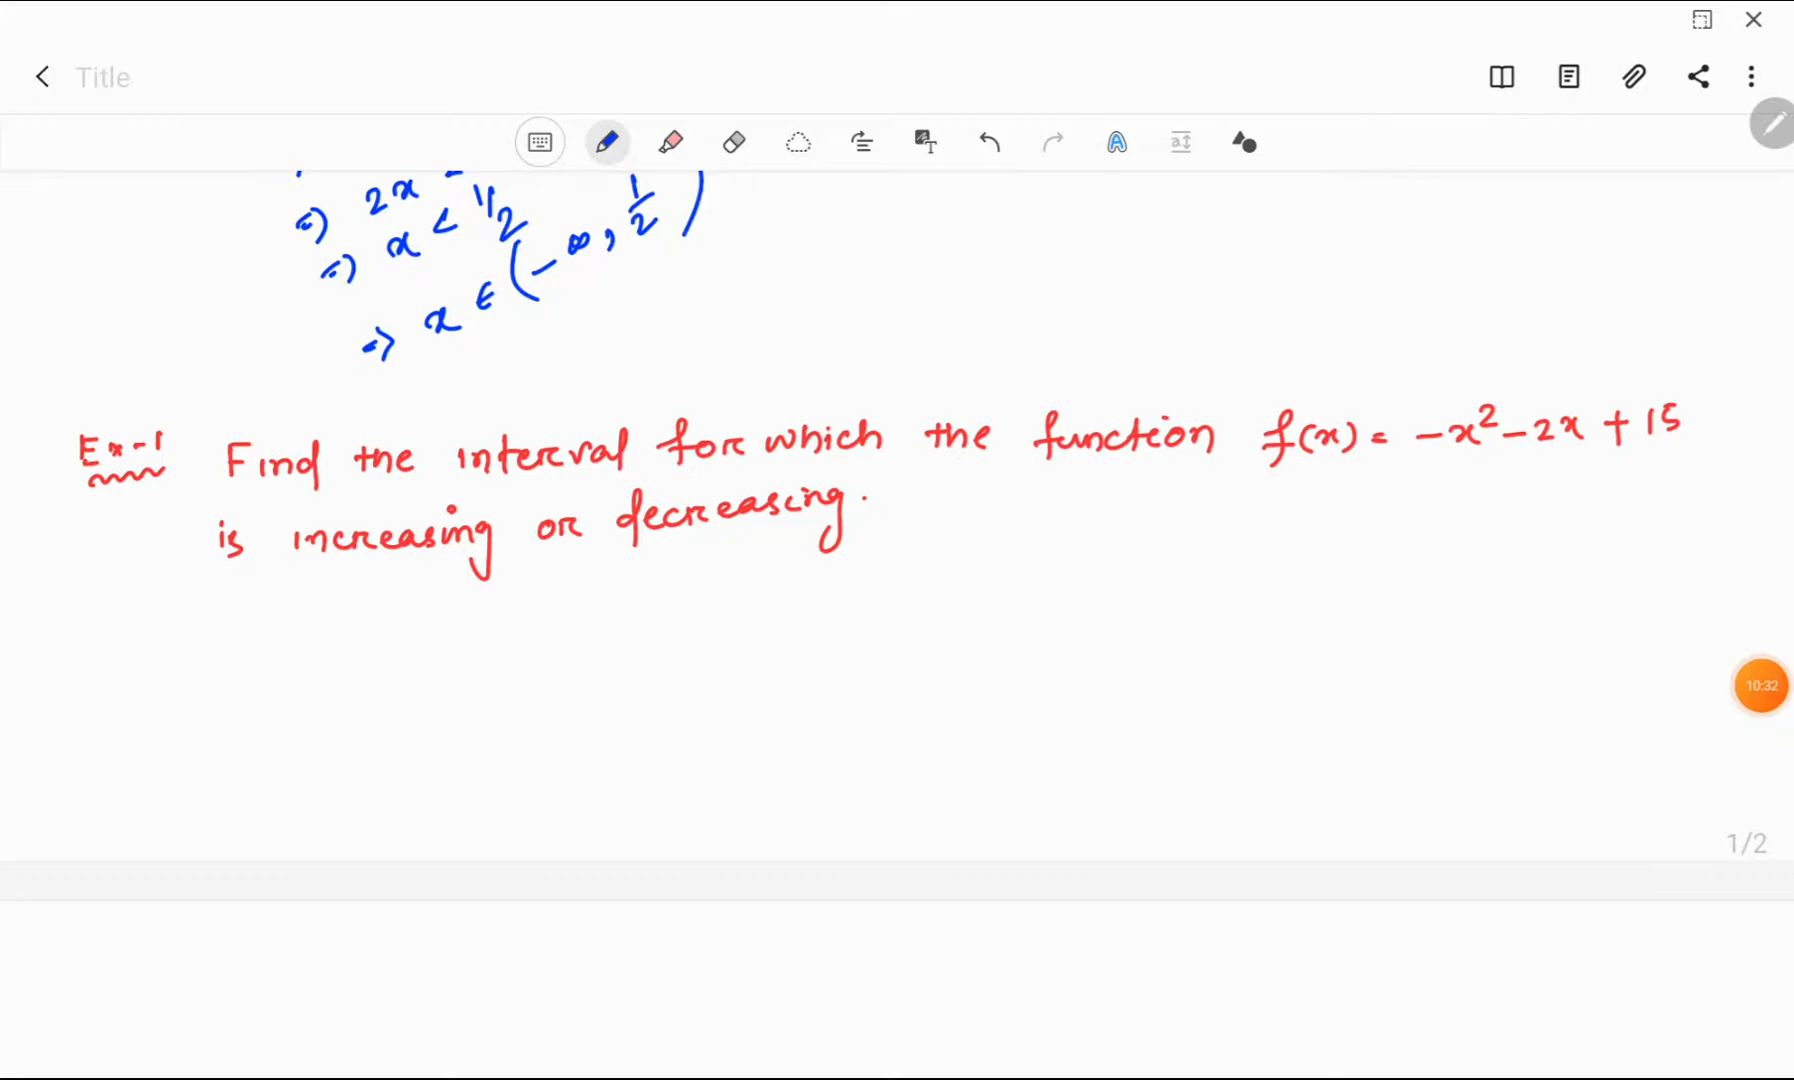 Title
⇒ 2x
⇒ x < 1/2
⇒ x ∈ (-∞, 1/2)
Ex-1 Find the interval for which the function f(x) = -x² - 2x + 15
is increasing or decreasing.
10:32
1/2